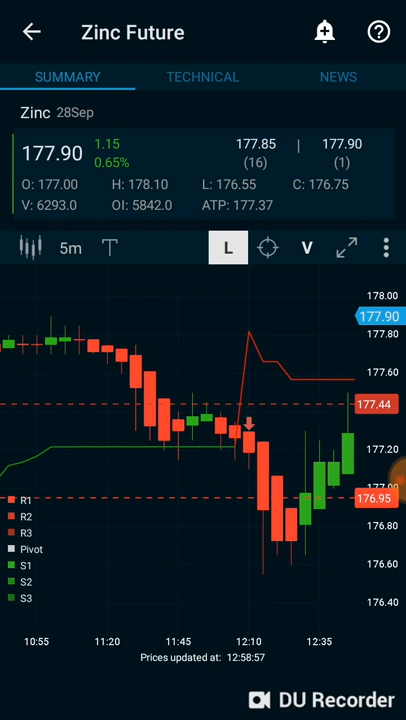 Zinc Future
SUMMARY TECHNICAL NEWS
Zinc 28Sep
177.90 1.15 0.65% 177.85 (16) | 177.90 (1)
O: 177.00 H: 178.10 L: 176.55 C: 176.75
V: 6293.0 OI: 5842.0 ATP: 177.37
5m T L V
178.00
177.90
177.80
177.60
177.44
177.20
177.00
176.95
176.80
176.60
176.40
R1
R2
R3
Pivot
S1
S2
S3
10:55 11:20 11:45 12:10 12:35
Prices updated at: 12:58:57
DU Recorder